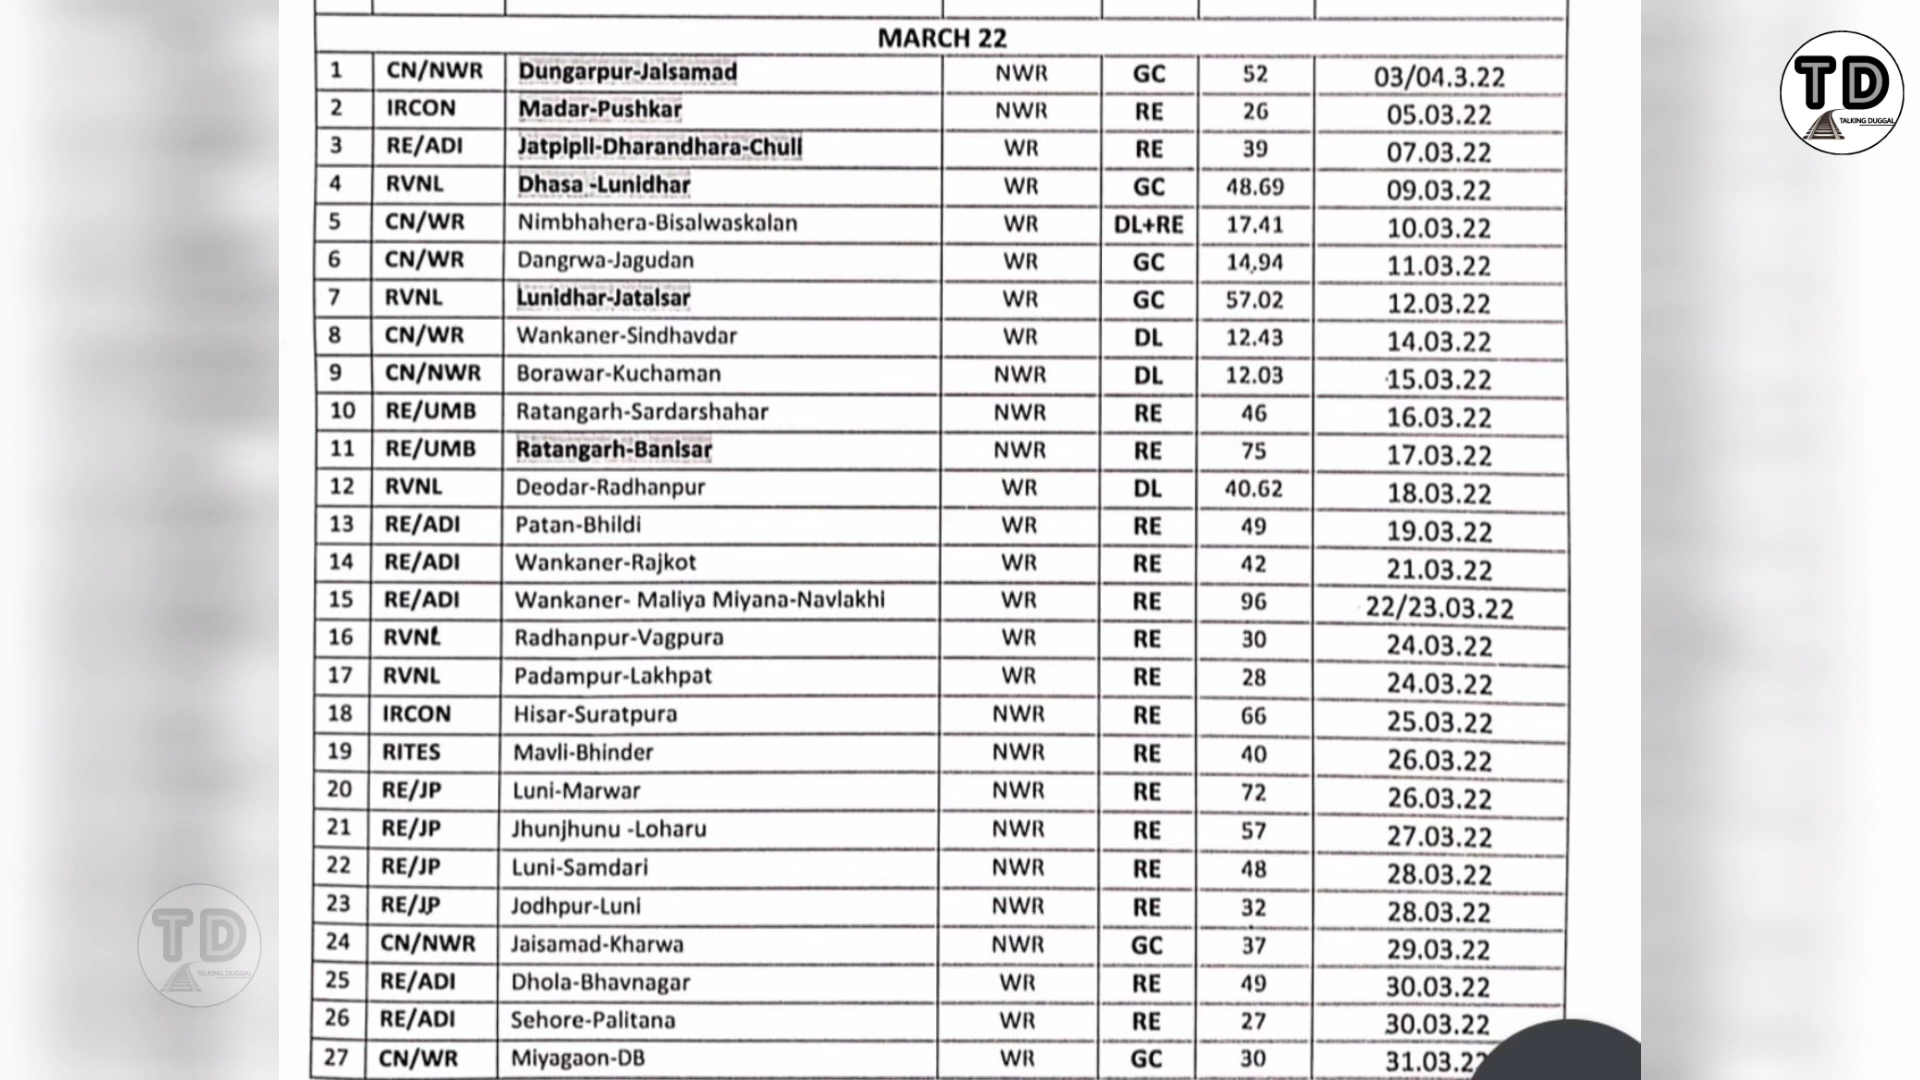 MARCH 22
1 CN/NWR Dungarpur-Jalsamad NWR GC 52 03/04.3.22
2 IRCON Madar-Pushkar NWR RE 26 05.03.22
3 RE/ADI Jatpipli-Dharandhara-Chuli WR RE 39 07.03.22
4 RVNL Dhasa -Lunidhar WR GC 48.69 09.03.22
5 CN/WR Nimbhahera-Bisalwaskalan WR DL+RE 17.41 10.03.22
6 CN/WR Dangrwa-Jagudan WR GC 14,94 11.03.22
7 RVNL Lunidhar-Jatalsar WR GC 57.02 12.03.22
8 CN/WR Wankaner-Sindhavdar WR DL 12.43 14.03.22
9 CN/NWR Borawar-Kuchaman NWR DL 12.03 15.03.22
10 RE/UMB Ratangarh-Sardarshahar NWR RE 46 16.03.22
11 RE/UMB Ratangarh-Banisar NWR RE 75 17.03.22
12 RVNL Deodar-Radhanpur WR DL 40.62 18.03.22
13 RE/ADI Patan-Bhildi WR RE 49 19.03.22
14 RE/ADI Wankaner-Rajkot WR RE 42 21.03.22
15 RE/ADI Wankaner- Maliya Miyana-Navlakhi WR RE 96 22/23.03.22
16 RVNL Radhanpur-Vagpura WR RE 30 24.03.22
17 RVNL Padampur-Lakhpat WR RE 28 24.03.22
18 IRCON Hisar-Suratpura NWR RE 66 25.03.22
19 RITES Mavli-Bhinder NWR RE 40 26.03.22
20 RE/JP Luni-Marwar NWR RE 72 26.03.22
21 RE/JP Jhunjhunu -Loharu NWR RE 57 27.03.22
22 RE/JP Luni-Samdari NWR RE 48 28.03.22
23 RE/JP Jodhpur-Luni NWR RE 32 28.03.22
24 CN/NWR Jaisamad-Kharwa NWR GC 37 29.03.22
25 RE/ADI Dhola-Bhavnagar WR RE 49 30.03.22
26 RE/ADI Sehore-Palitana WR RE 27 30.03.22
27 CN/WR Miyagaon-DB WR GC 30 31.03.22
TD
TALKING DUGGAL
TD
TALKING DUGGAL